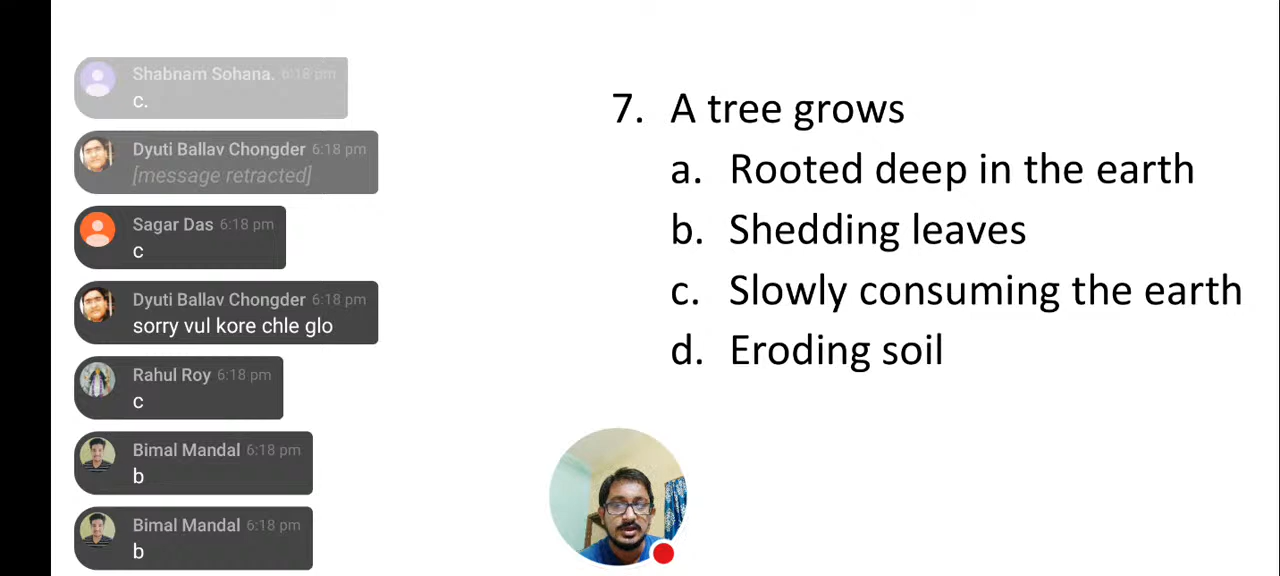 Shabnam Sohana. 6:18 pm
c.
Dyuti Ballav Chongder 6:18 pm
[message retracted]
Sagar Das 6:18 pm
c
Dyuti Ballav Chongder 6:18 pm
sorry vul kore chle glo
Rahul Roy 6:18 pm
c
Bimal Mandal 6:18 pm
b
Bimal Mandal 6:18 pm
b
7. A tree grows
a. Rooted deep in the earth
b. Shedding leaves
c. Slowly consuming the earth
d. Eroding soil